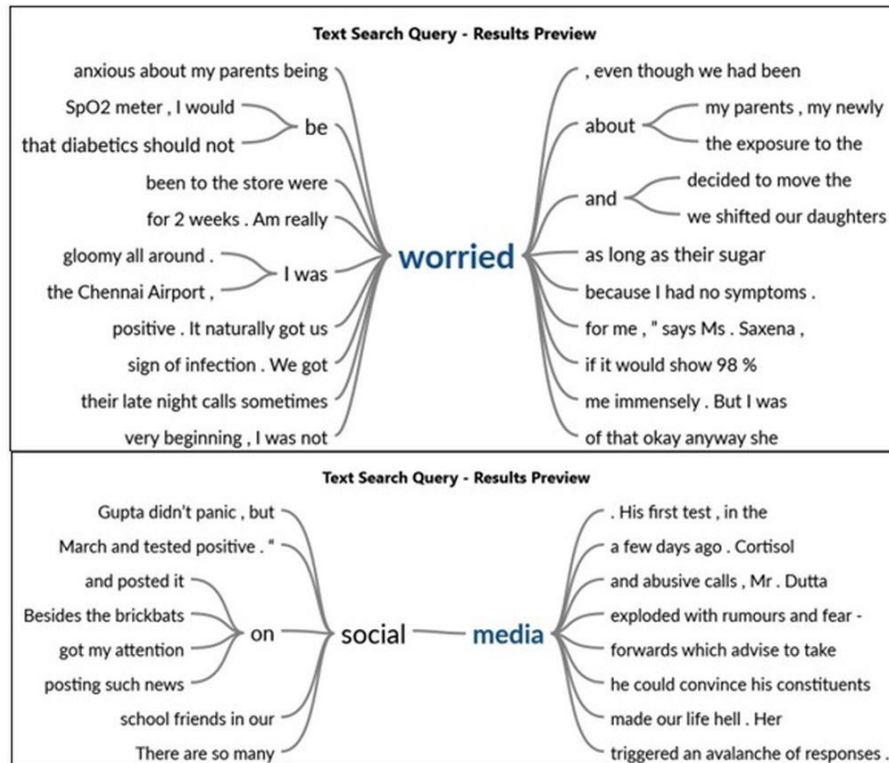 Text Search Query - Results Preview
anxious about my parents being
SpO2 meter , I would
that diabetics should not
be
been to the store were
for 2 weeks . Am really
gloomy all around .
the Chennai Airport ,
I was
positive . It naturally got us
sign of infection . We got
their late night calls sometimes
very beginning , I was not
worried
, even though we had been
about
my parents , my newly
the exposure to the
and
decided to move the
we shifted our daughters
as long as their sugar
because I had no symptoms .
for me , " says Ms . Saxena ,
if it would show 98 %
me immensely . But I was
of that okay anyway she
Text Search Query - Results Preview
Gupta didn't panic , but
March and tested positive . "
and posted it
Besides the brickbats
got my attention
posting such news
on
school friends in our
There are so many
social
media
. His first test , in the
a few days ago . Cortisol
and abusive calls , Mr . Dutta
exploded with rumours and fear -
forwards which advise to take
he could convince his constituents
made our life hell . Her
triggered an avalanche of responses ,